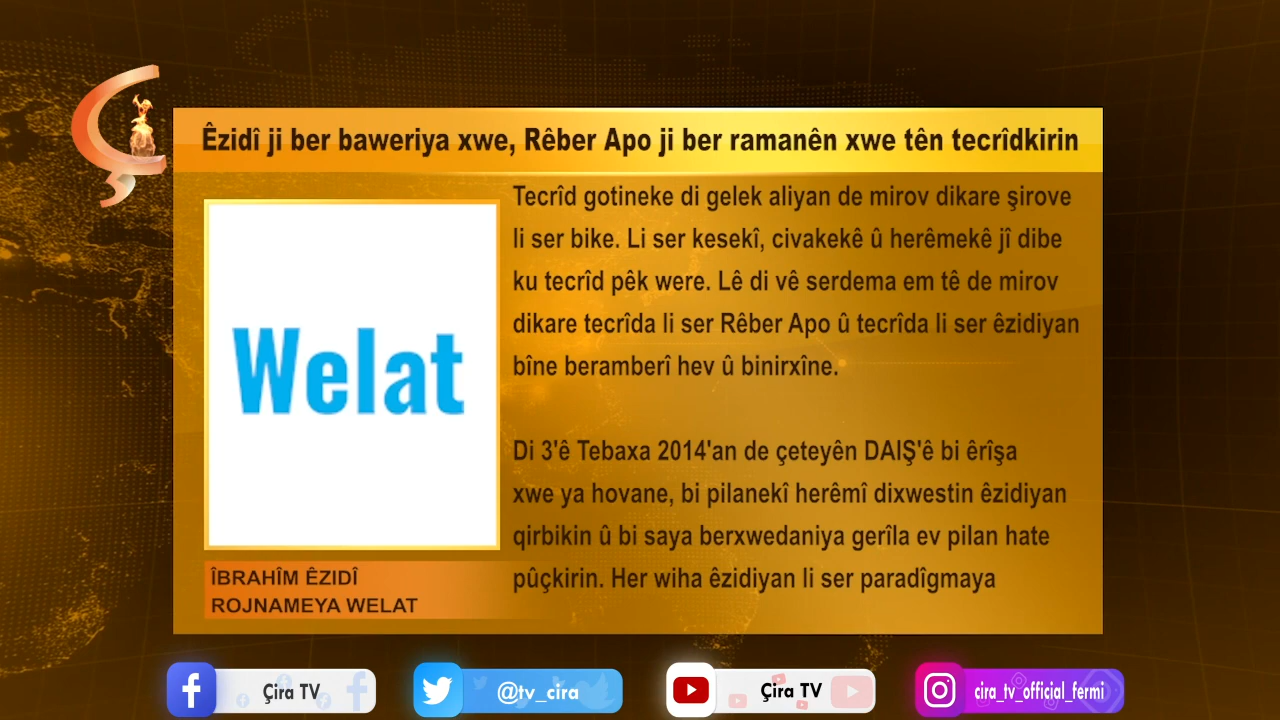 Ç
Êzidî ji ber baweriya xwe, Rêber Apo ji ber ramanên xwe tên tecrîdkirin
Welat
Tecrîd gotineke di gelek aliyan de mirov dikare şirove
li ser bike. Li ser kesekî, civakekê û herêmekê jî dibe
ku tecrîd pêk were. Lê di vê serdema em tê de mirov
dikare tecrîda li ser Rêber Apo û tecrîda li ser êzidiyan
bîne beramberî hev û binirxîne.
Di 3'ê Tebaxa 2014'an de çeteyên DAIŞ'ê bi êrîşa
xwe ya hovane, bi pilanekî herêmî dixwestin êzidiyan
qirbikin û bi saya berxwedaniya gerîla ev pilan hate
pûçkirin. Her wiha êzidiyan li ser paradîgmaya
ÎBRAHÎM ÊZIDÎ
ROJNAMEYA WELAT
Çira TV
@tv_cira
Çira TV
cira_tv_official_fermi